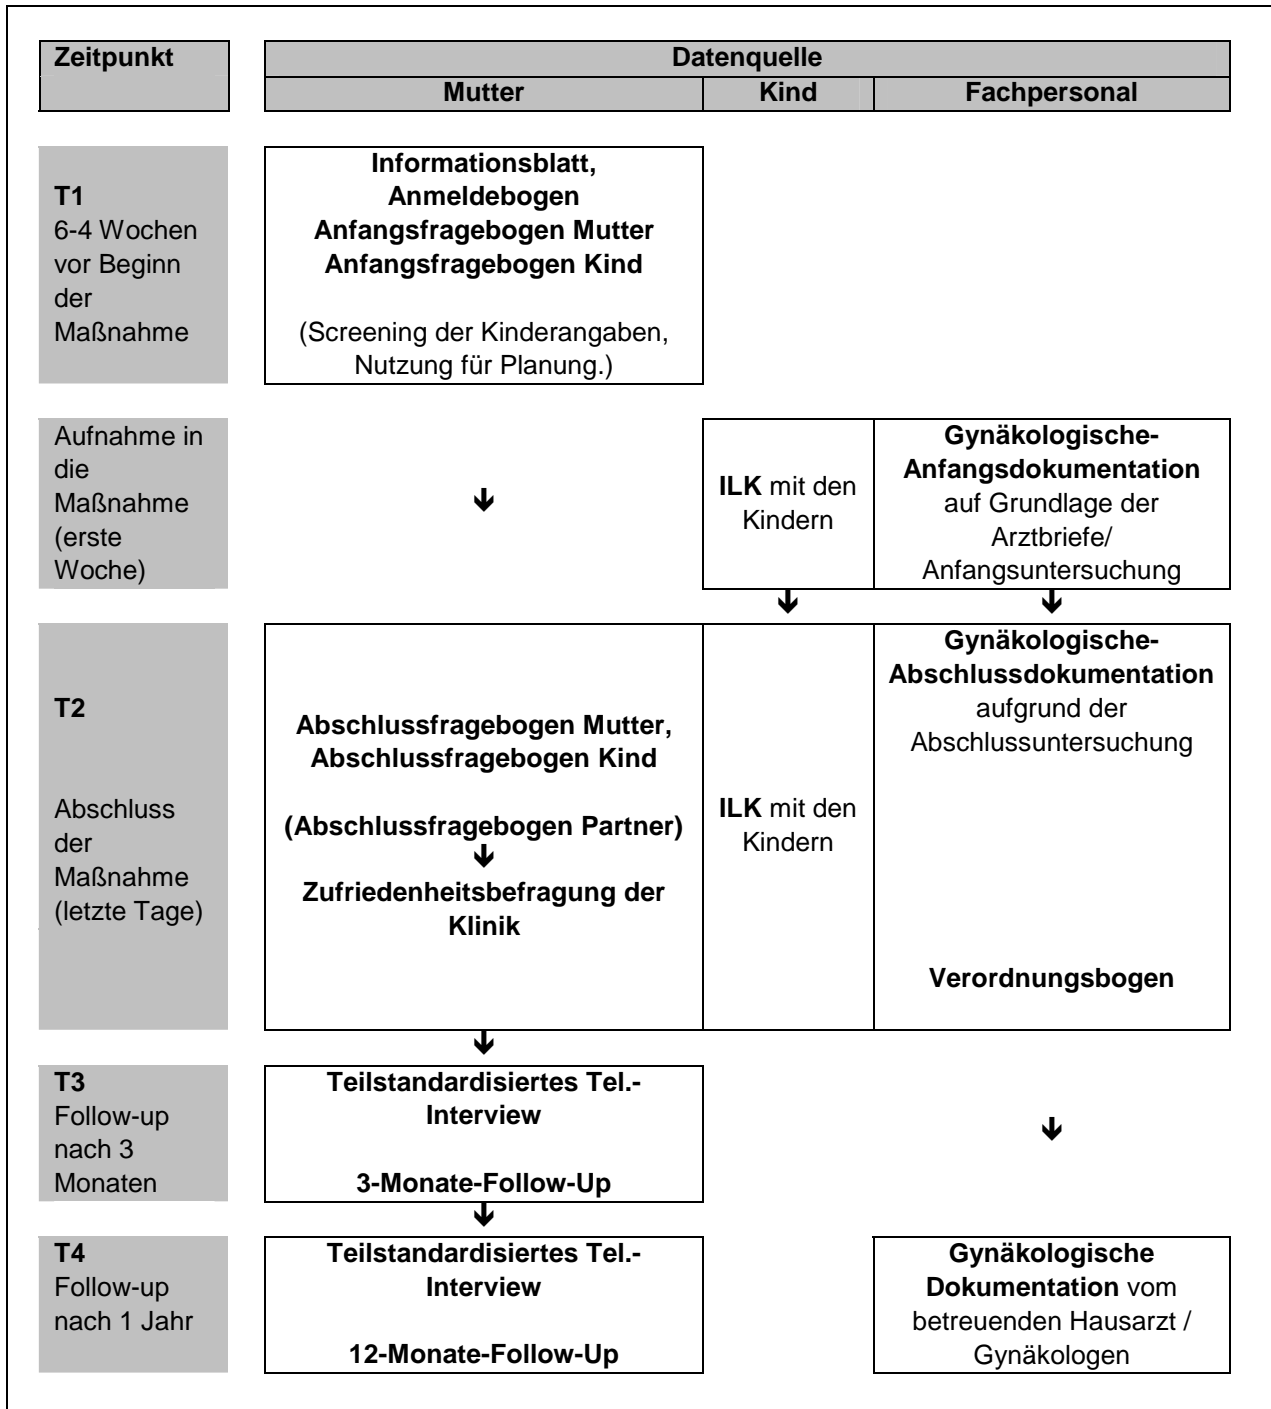 Zeitpunkt
Datenquelle
Mutter
Kind
Fachpersonal
T1
6-4 Wochen
vor Beginn
der
Maßnahme
Informationsblatt,
Anmeldebogen
Anfangsfragebogen Mutter
Anfangsfragebogen Kind
(Screening der Kinderangaben,
Nutzung für Planung.)
Aufnahme in
die
Maßnahme
(erste
Woche)
ILK mit den
Kindern
Gynäkologische-
Anfangsdokumentation
auf Grundlage der
Arztbriefe/
Anfangsuntersuchung
T2
Abschluss
der
Maßnahme
(letzte Tage)
Abschlussfragebogen Mutter,
Abschlussfragebogen Kind
(Abschlussfragebogen Partner)
Zufriedenheitsbefragung der
Klinik
ILK mit den
Kindern
Gynäkologische-
Abschlussdokumentation
aufgrund der
Abschlussuntersuchung
Verordnungsbogen
T3
Follow-up
nach 3
Monaten
Teilstandardisiertes Tel.-
Interview
3-Monate-Follow-Up
T4
Follow-up
nach 1 Jahr
Teilstandardisiertes Tel.-
Interview
12-Monate-Follow-Up
Gynäkologische
Dokumentation vom
betreuenden Hausarzt /
Gynäkologen